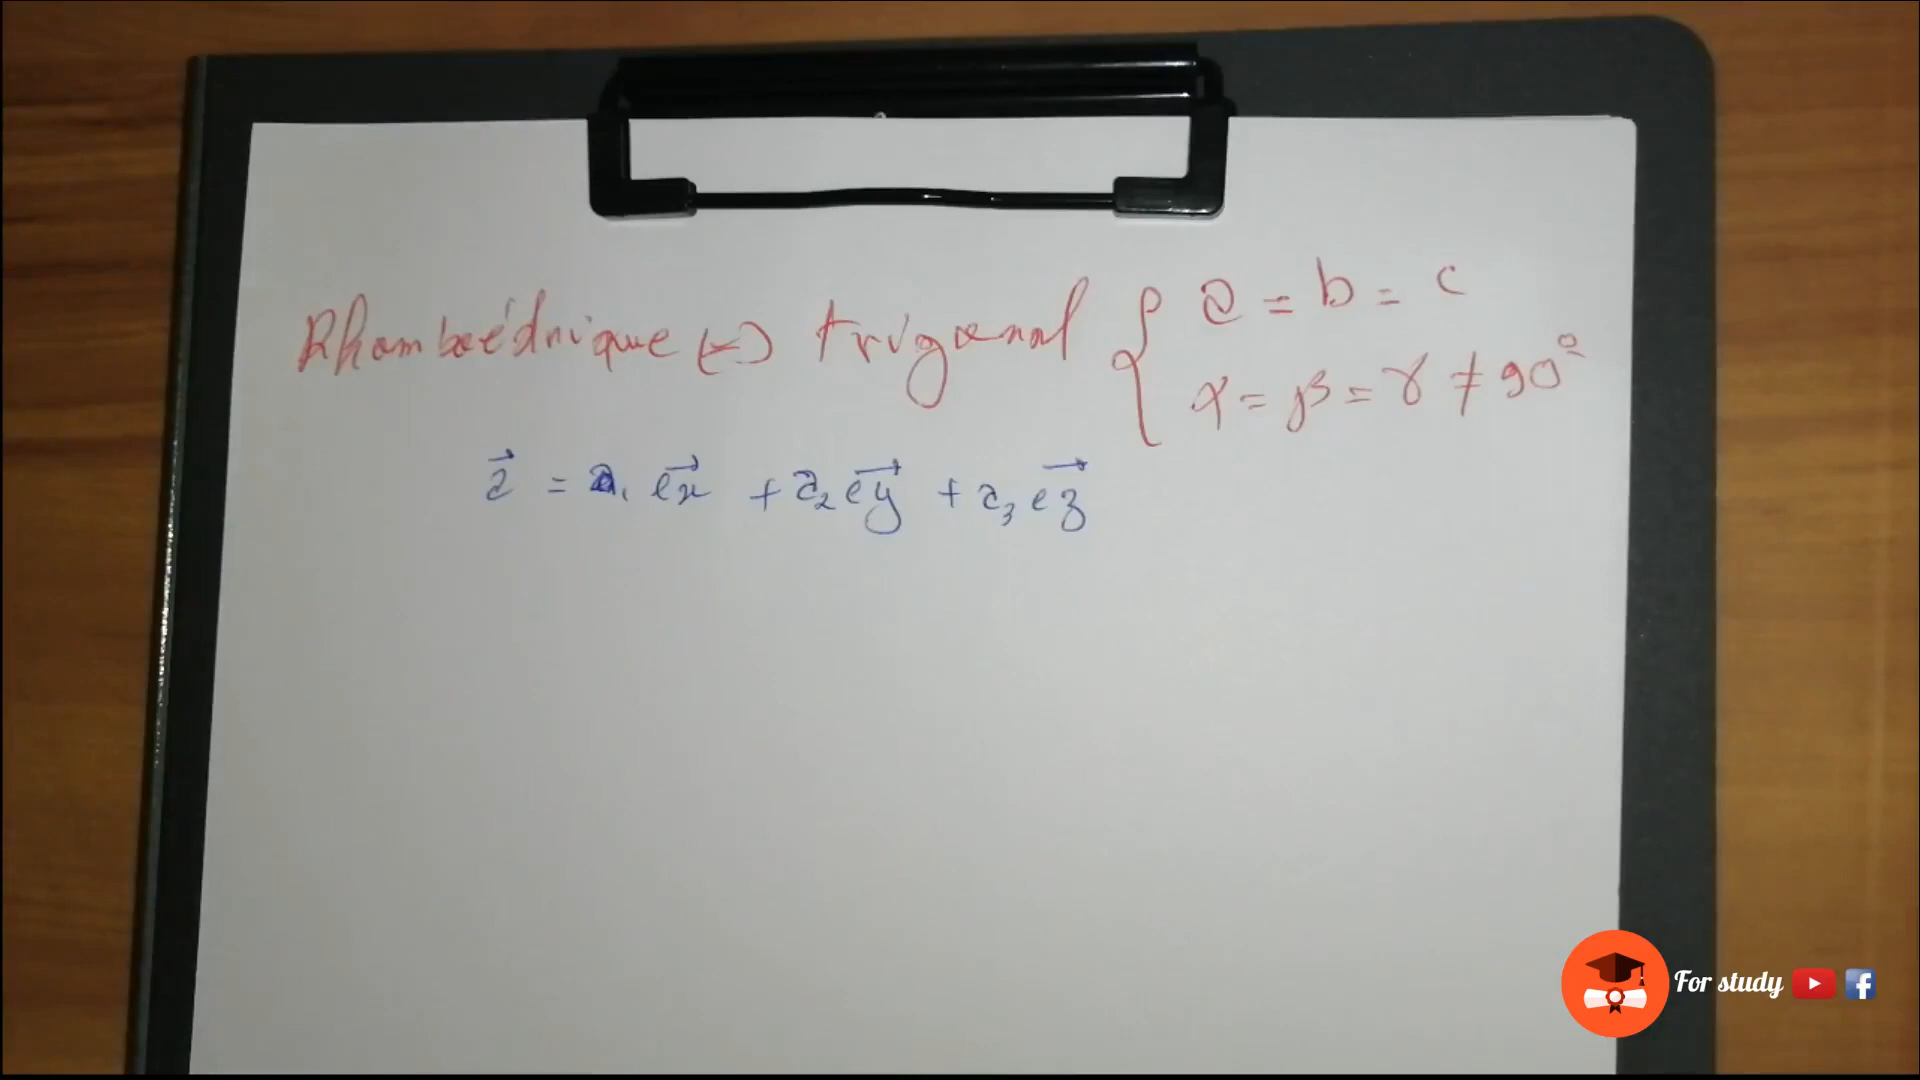 Rhomboédrique (↔) trigonal { a = b = c
α = β = γ ≠ 90°
a⃗ = a₁ e⃗x + a₂ e⃗y + a₃ e⃗z
For study